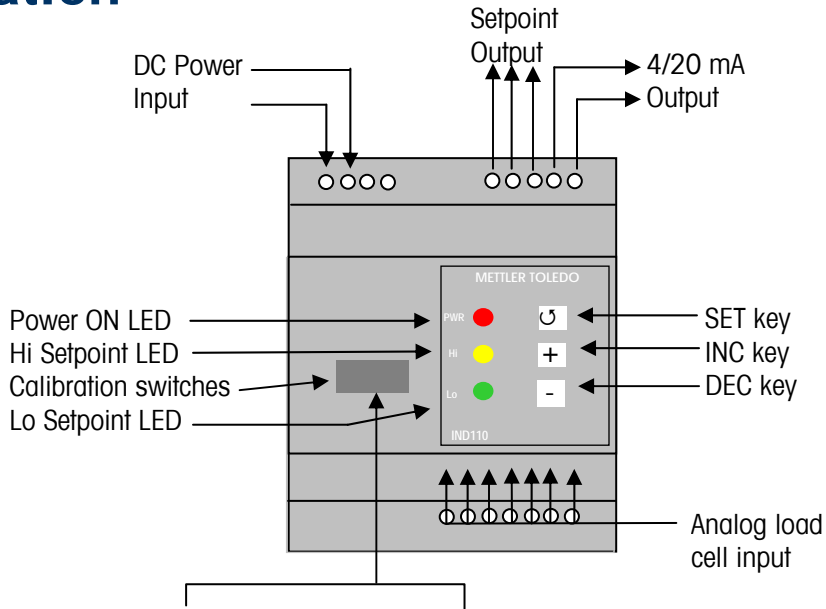 Setpoint
Output
DC Power
Input
4/20 mA
Output
METTLER TOLEDO
PWR
Hi
Lo
+
-
IND110
Power ON LED
Hi Setpoint LED
Calibration switches
Lo Setpoint LED
SET key
INC key
DEC key
Analog load
cell input